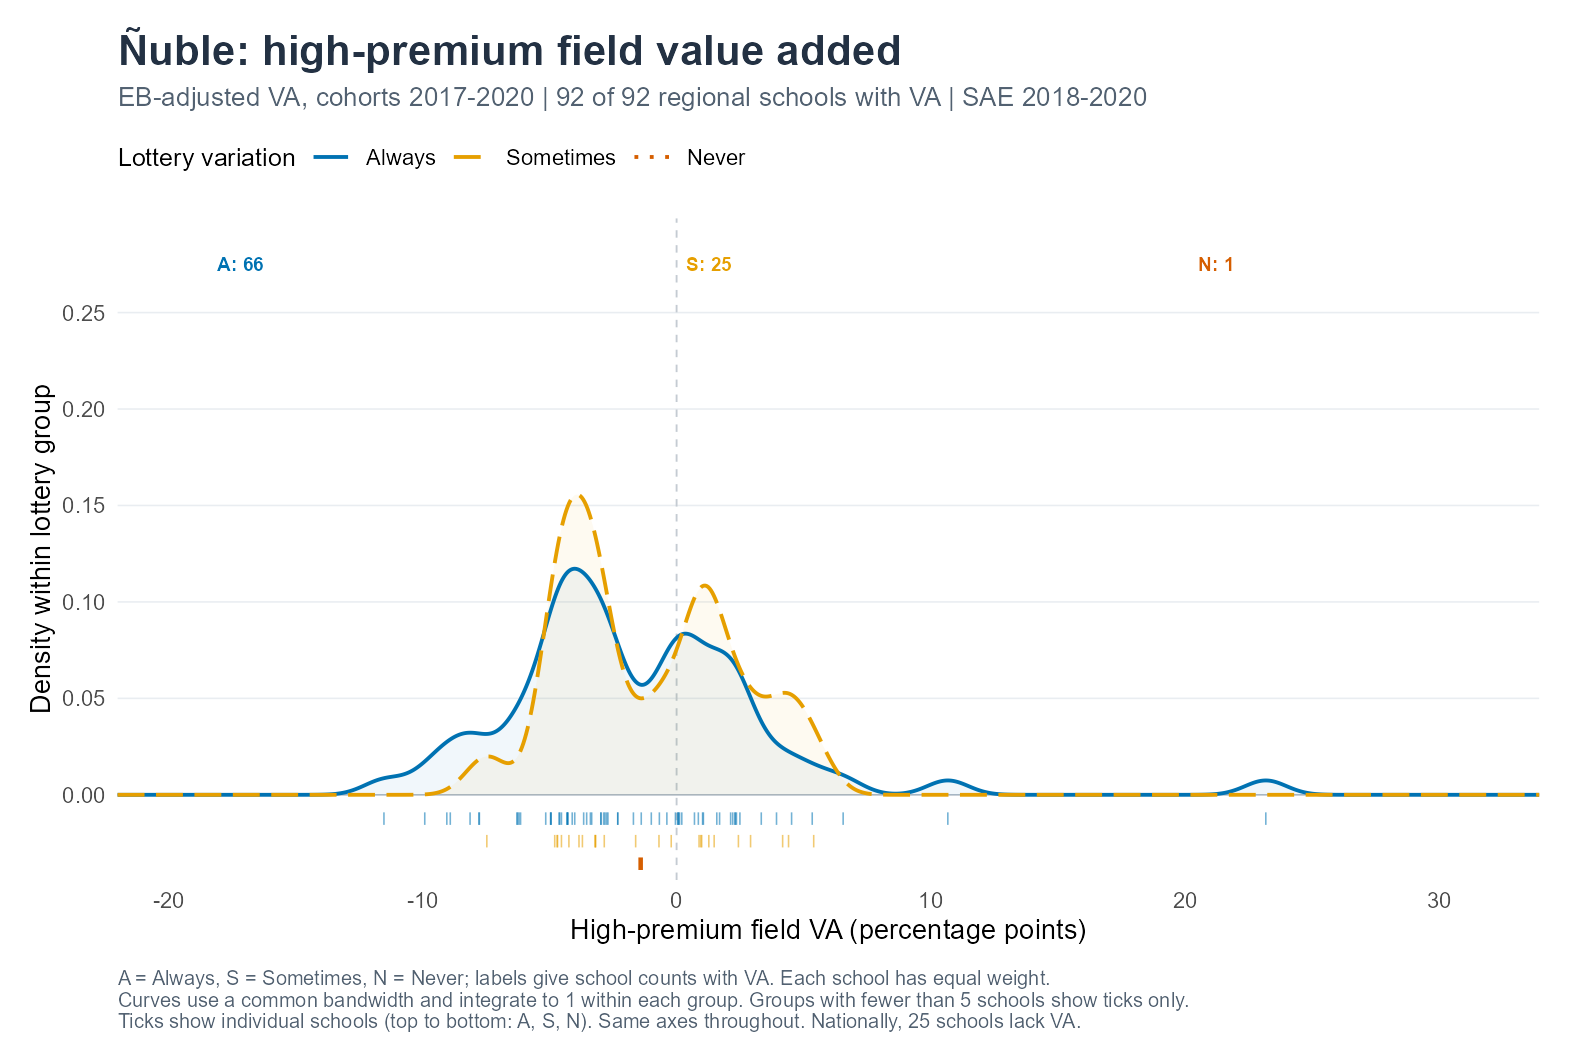 Ñuble: high-premium field value added
EB-adjusted VA, cohorts 2017-2020 | 92 of 92 regional schools with VA | SAE 2018-2020
Lottery variation Always Sometimes Never
A: 66 S: 25 N: 1
Density within lottery group
0.25
0.20
0.15
0.10
0.05
0.00
-20 -10 0 10 20 30
High-premium field VA (percentage points)
A = Always, S = Sometimes, N = Never; labels give school counts with VA. Each school has equal weight.
Curves use a common bandwidth and integrate to 1 within each group. Groups with fewer than 5 schools show ticks only.
Ticks show individual schools (top to bottom: A, S, N). Same axes throughout. Nationally, 25 schools lack VA.